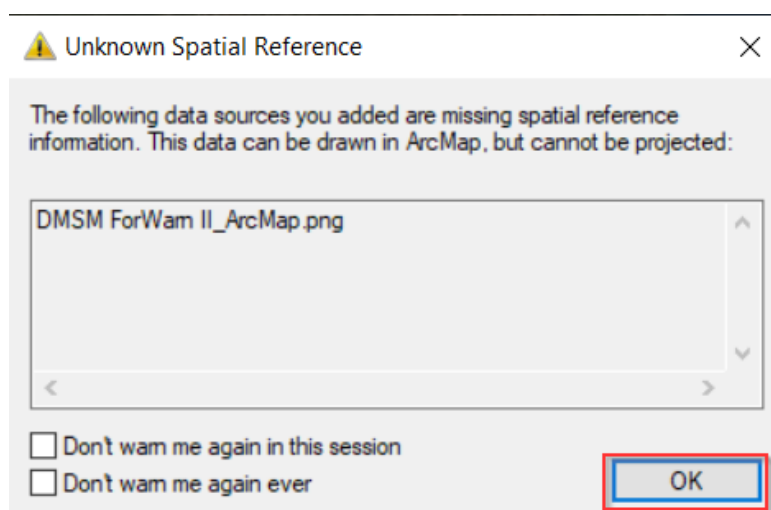 Unknown Spatial Reference
The following data sources you added are missing spatial reference
information. This data can be drawn in ArcMap, but cannot be projected:
DMSM ForWarn II_ArcMap.png
Don't warn me again in this session
Don't warn me again ever
OK